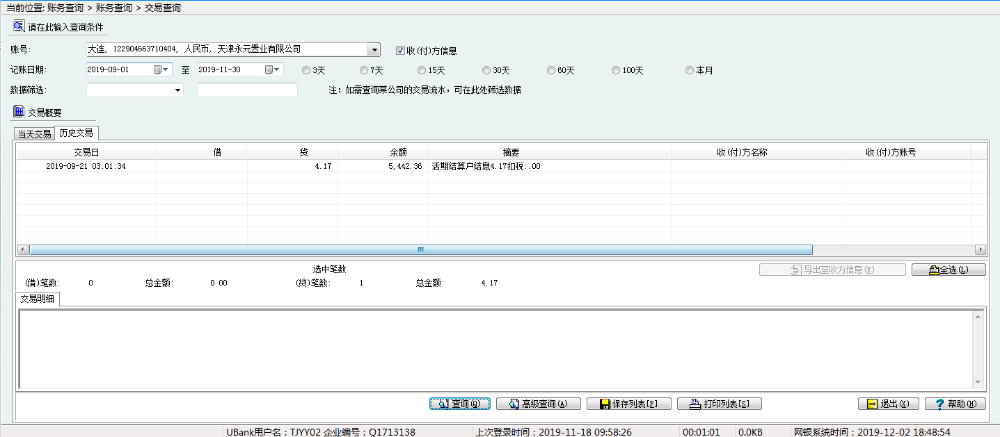 当前位置: 账务查询 > 账务查询 > 交易查询
请在此输入查询条件
账号: 大连, 122904663710404, 人民币, 天津永元置业有限公司 收(付)方信息
记账日期: 2019-09-01 至 2019-11-30 3天 7天 15天 30天 60天 100天 本月
数据筛选: 注: 如需查询某公司的交易流水, 可在此处筛选数据
交易概要
当天交易 历史交易
交易日 借 贷 余额 摘要 收(付)方名称 收(付)方账号
2019-09-21 03:01:34 4.17 5,442.36 活期结算户结息4.17扣税:.00
选中笔数 导出至收方信息(E) 全选(L)
(借)笔数: 0 总金额: 0.00 (贷)笔数: 1 总金额: 4.17
交易明细
查询(Q) 高级查询(A) 保存列表[P] 打印列表[S] 退出(X) 帮助(H)
UBank用户名：TJYY02 企业编号：Q1713138 上次登录时间：2019-11-18 09:58:26 00:01:01 0.0KB 网银系统时间：2019-12-02 18:48:54